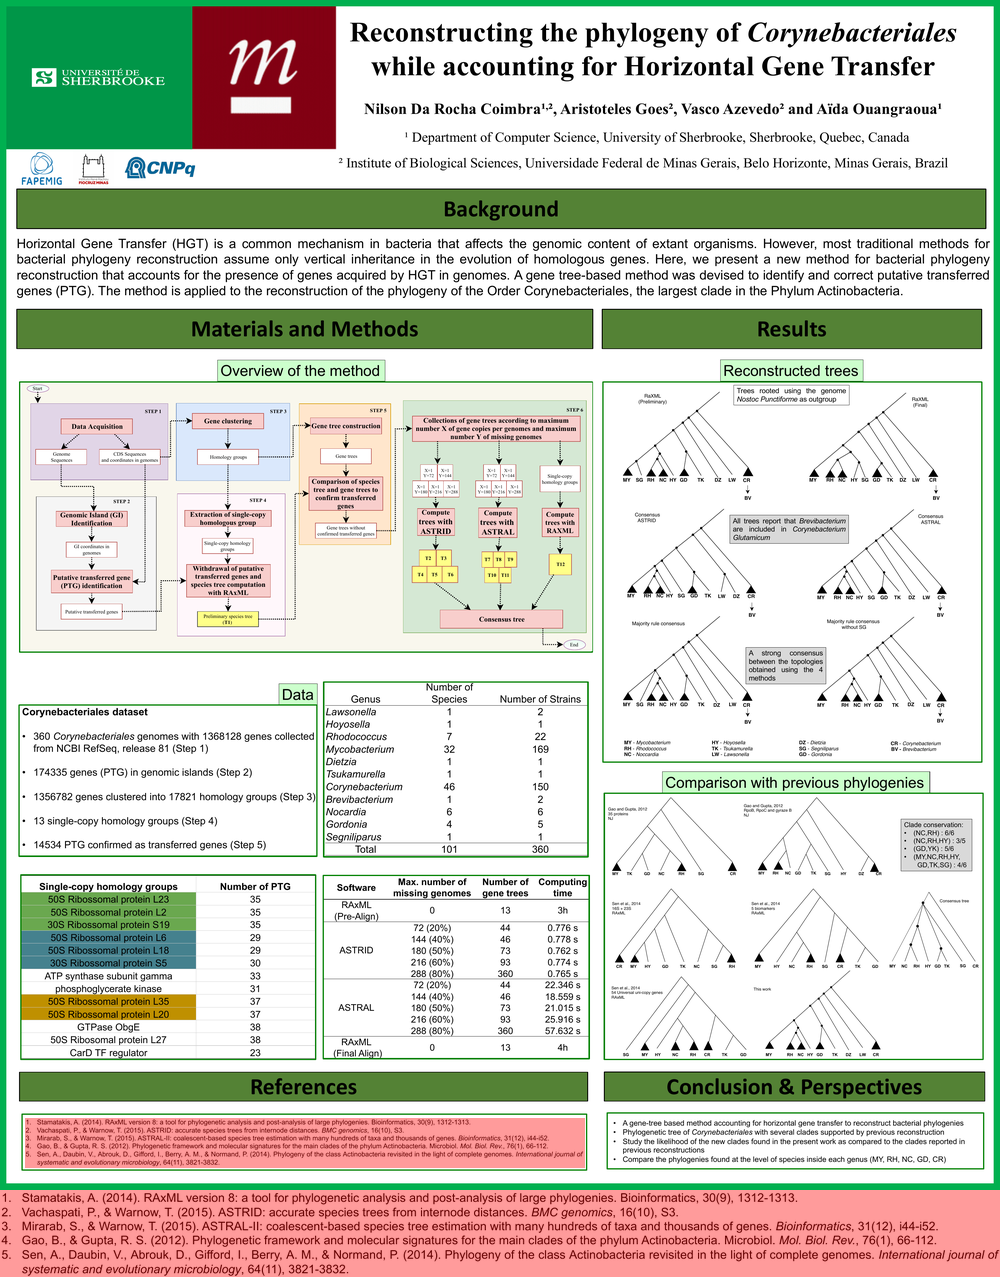 UNIVERSITÉ DE
SHERBROOKE
m
Reconstructing the phylogeny of Corynebacteriales
while accounting for Horizontal Gene Transfer
Nilson Da Rocha Coimbra¹,², Aristoteles Goes², Vasco Azevedo² and Aïda Ouangraoua¹
¹ Department of Computer Science, University of Sherbrooke, Sherbrooke, Quebec, Canada
² Institute of Biological Sciences, Universidade Federal de Minas Gerais, Belo Horizonte, Minas Gerais, Brazil
FAPEMIG
FIOCRUZ MINAS
CNPq
Background
Horizontal Gene Transfer (HGT) is a common mechanism in bacteria that affects the genomic content of extant organisms. However, most traditional methods for
bacterial phylogeny reconstruction assume only vertical inheritance in the evolution of homologous genes. Here, we present a new method for bacterial phylogeny
reconstruction that accounts for the presence of genes acquired by HGT in genomes. A gene tree-based method was devised to identify and correct putative transferred
genes (PTG). The method is applied to the reconstruction of the phylogeny of the Order Corynebacteriales, the largest clade in the Phylum Actinobacteria.
Materials and Methods
Overview of the method
Start
STEP 1
Data Acquisition
Genome
Sequences
CDS Sequences
and coordinates in genomes
STEP 2
Genomic Island (GI)
Identification
GI coordinates in
genomes
Putative transferred gene
(PTG) identification
Putative transferred genes
STEP 3
Gene clustering
Homology groups
STEP 4
Extraction of single-copy
homologous group
Single-copy homology
groups
Withdrawal of putative
transferred genes and
species tree computation
with RAxML
Preliminary species tree
(T1)
STEP 5
Gene tree construction
Gene trees
Comparison of species
tree and gene trees to
confirm transferred
genes
Gene trees without
confirmed transferred genes
STEP 6
Collections of gene trees according to maximum
number X of gene copies per genomes and maximum
number Y of missing genomes
X=1 X=1
Y=72 Y=144
X=1 X=1 X=1
Y=180 Y=216 Y=288
X=1 X=1
Y=72 Y=144
X=1 X=1 X=1
Y=180 Y=216 Y=288
Single-copy
homology groups
Compute
trees with
ASTRID
Compute
trees with
ASTRAL
Compute
trees with
RAXML
T2 T3
T4 T5 T6
T7 T8 T9
T10 T11
T12
Consensus tree
End
Data
Corynebacteriales dataset
• 360 Corynebacteriales genomes with 1368128 genes collected
from NCBI RefSeq, release 81 (Step 1)
• 174335 genes (PTG) in genomic islands (Step 2)
• 1356782 genes clustered into 17821 homology groups (Step 3)
• 13 single-copy homology groups (Step 4)
• 14534 PTG confirmed as transferred genes (Step 5)
Genus Number of Species Number of Strains
Lawsonella 1 2
Hoyosella 1 1
Rhodococcus 7 22
Mycobacterium 32 169
Dietzia 1 1
Tsukamurella 1 1
Corynebacterium 46 150
Brevibacterium 1 2
Nocardia 6 6
Gordonia 4 5
Segniliparus 1 1
Total 101 360
Single-copy homology groups Number of PTG
50S Ribossomal protein L23 35
50S Ribossomal protein L2 35
30S Ribossomal protein S19 35
50S Ribossomal protein L6 29
50S Ribossomal protein L18 29
30S Ribossomal protein S5 30
ATP synthase subunit gamma 33
phosphoglycerate kinase 31
50S Ribossomal protein L35 37
50S Ribossomal protein L20 37
GTPase ObgE 38
50S Ribosomal protein L27 38
CarD TF regulator 23
Software Max. number of missing genomes Number of gene trees Computing time
RAxML (Pre-Align) 0 13 3h
ASTRID
72 (20%) 44 0.776 s
144 (40%) 46 0.778 s
180 (50%) 73 0.762 s
216 (60%) 93 0.774 s
288 (80%) 360 0.765 s
ASTRAL
72 (20%) 44 22.346 s
144 (40%) 46 18.559 s
180 (50%) 73 21.015 s
216 (60%) 93 25.916 s
288 (80%) 360 57.632 s
RAxML (Final Align) 0 13 4h
Results
Reconstructed trees
RaXML
(Preliminary)
Trees rooted using the genome
Nostoc Punctiforme as outgroup
RaXML
(Final)
MY SG RH NC HY GD TK DZ LW CR
BV
MY RH NC HY GD SG TK DZ LW CR
BV
Consensus
ASTRID
All trees report that Brevibacterium
are included in Corynebacterium
Glutamicum
Consensus
ASTRAL
MY RH NC HY SG GD TK LW DZ CR
BV
MY RH NC HY SG GD TK DZ LW CR
BV
Majority rule consensus
A strong consensus
between the topologies
obtained using the 4
methods
Majority rule consensus
without SG
MY SG RH NC HY GD TK DZ LW CR
BV
MY RH NC HY GD TK DZ LW CR
BV
MY - Mycobacterium HY - Hoyosella DZ - Dietzia CR - Corynebacterium
RH - Rhodococcus TK - Tsukamurella SG - Segniliparus BV - Brevibacterium
NC - Nocardia LW - Lawsonella GD - Gordonia
Comparison with previous phylogenies
Gao and Gupta, 2012
35 proteins
NJ
MY TK GD NC RH SG CR
Gao and Gupta, 2012
RpoB, RpoC and gyrase B
NJ
MY RH NC GD TK SG HY DZ CR
Clade conservation:
• (NC,RH) : 6/6
• (NC,RH,HY) : 3/5
• (GD,YK) : 5/6
• (MY,NC,RH,HY,
GD,TK,SG) : 4/6
Sen et al., 2014
16S + 23S
RAxML
CR MY HY GD TK NC SG RH
Sen et al., 2014
5 biomarkers
RAxML
MY HY NC RH GD TK SG CR
Consensus tree
MY NC RH HY GD TK SG CR
Sen et al., 2014
54 Universal uni-copy genes
RAxML
SG MY HY NC RH CR TK GD
This work
MY RH NC HY GD TK DZ LW CR
References
1. Stamatakis, A. (2014). RAxML version 8: a tool for phylogenetic analysis and post-analysis of large phylogenies. Bioinformatics, 30(9), 1312-1313.
2. Vachaspati, P., & Warnow, T. (2015). ASTRID: accurate species trees from internode distances. BMC genomics, 16(10), S3.
3. Mirarab, S., & Warnow, T. (2015). ASTRAL-II: coalescent-based species tree estimation with many hundreds of taxa and thousands of genes. Bioinformatics, 31(12), i44-i52.
4. Gao, B., & Gupta, R. S. (2012). Phylogenetic framework and molecular signatures for the main clades of the phylum Actinobacteria. Microbiol. Mol. Biol. Rev., 76(1), 66-112.
5. Sen, A., Daubin, V., Abrouk, D., Gifford, I., Berry, A. M., & Normand, P. (2014). Phylogeny of the class Actinobacteria revisited in the light of complete genomes. International journal of
systematic and evolutionary microbiology, 64(11), 3821-3832.
Conclusion & Perspectives
• A gene-tree based method accounting for horizontal gene transfer to reconstruct bacterial phylogenies
• Phylogenetic tree of Corynebacteriales with several clades supported by previous reconstruction
• Study the likelihood of the new clades found in the present work as compared to the clades reported in
previous reconstructions
• Compare the phylogenies found at the level of species inside each genus (MY, RH, NC, GD, CR)
1. Stamatakis, A. (2014). RAxML version 8: a tool for phylogenetic analysis and post-analysis of large phylogenies. Bioinformatics, 30(9), 1312-1313.
2. Vachaspati, P., & Warnow, T. (2015). ASTRID: accurate species trees from internode distances. BMC genomics, 16(10), S3.
3. Mirarab, S., & Warnow, T. (2015). ASTRAL-II: coalescent-based species tree estimation with many hundreds of taxa and thousands of genes. Bioinformatics, 31(12), i44-i52.
4. Gao, B., & Gupta, R. S. (2012). Phylogenetic framework and molecular signatures for the main clades of the phylum Actinobacteria. Microbiol. Mol. Biol. Rev., 76(1), 66-112.
5. Sen, A., Daubin, V., Abrouk, D., Gifford, I., Berry, A. M., & Normand, P. (2014). Phylogeny of the class Actinobacteria revisited in the light of complete genomes. International journal of
systematic and evolutionary microbiology, 64(11), 3821-3832.